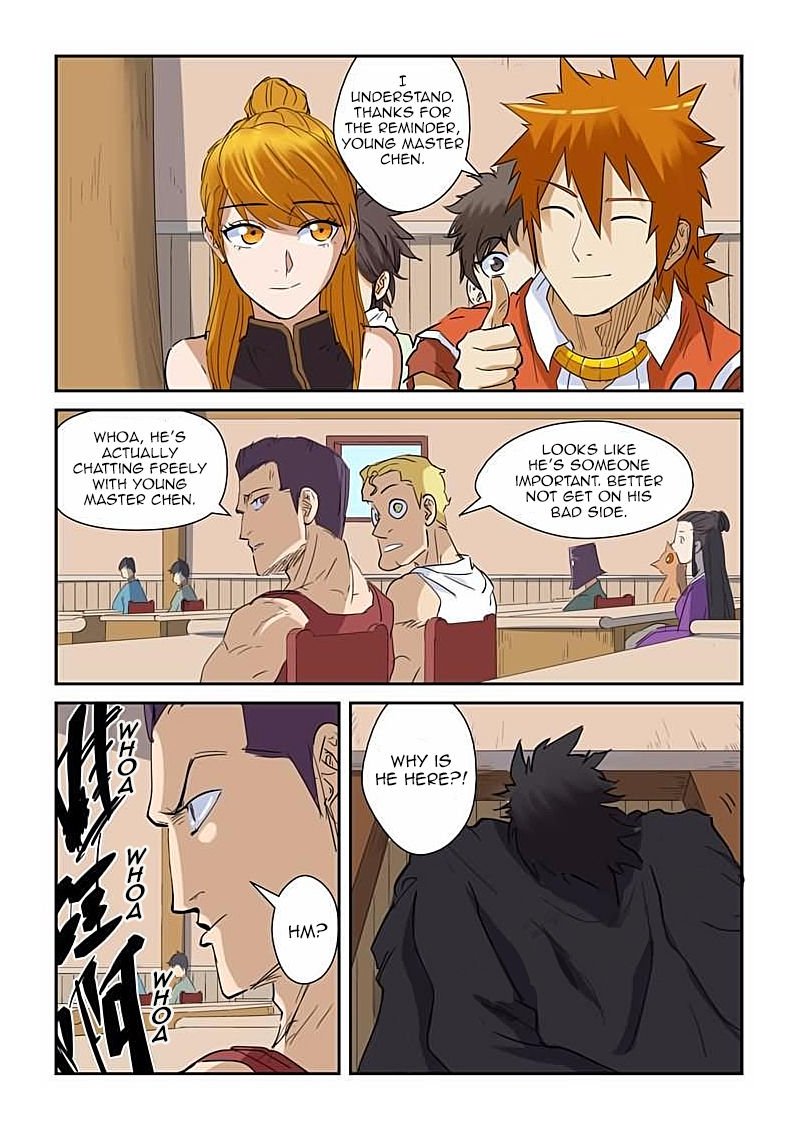 I
UNDERSTAND.
THANKS FOR
THE REMINDER,
YOUNG MASTER
CHEN.
WHOA, HE'S
ACTUALLY
CHATTING FREELY
WITH YOUNG
MASTER CHEN.
LOOKS LIKE
HE'S SOMEONE
IMPORTANT. BETTER
NOT GET ON HIS
BAD SIDE.
WHOA
WHOA
WHOA
HM?
WHY IS
HE HERE?!